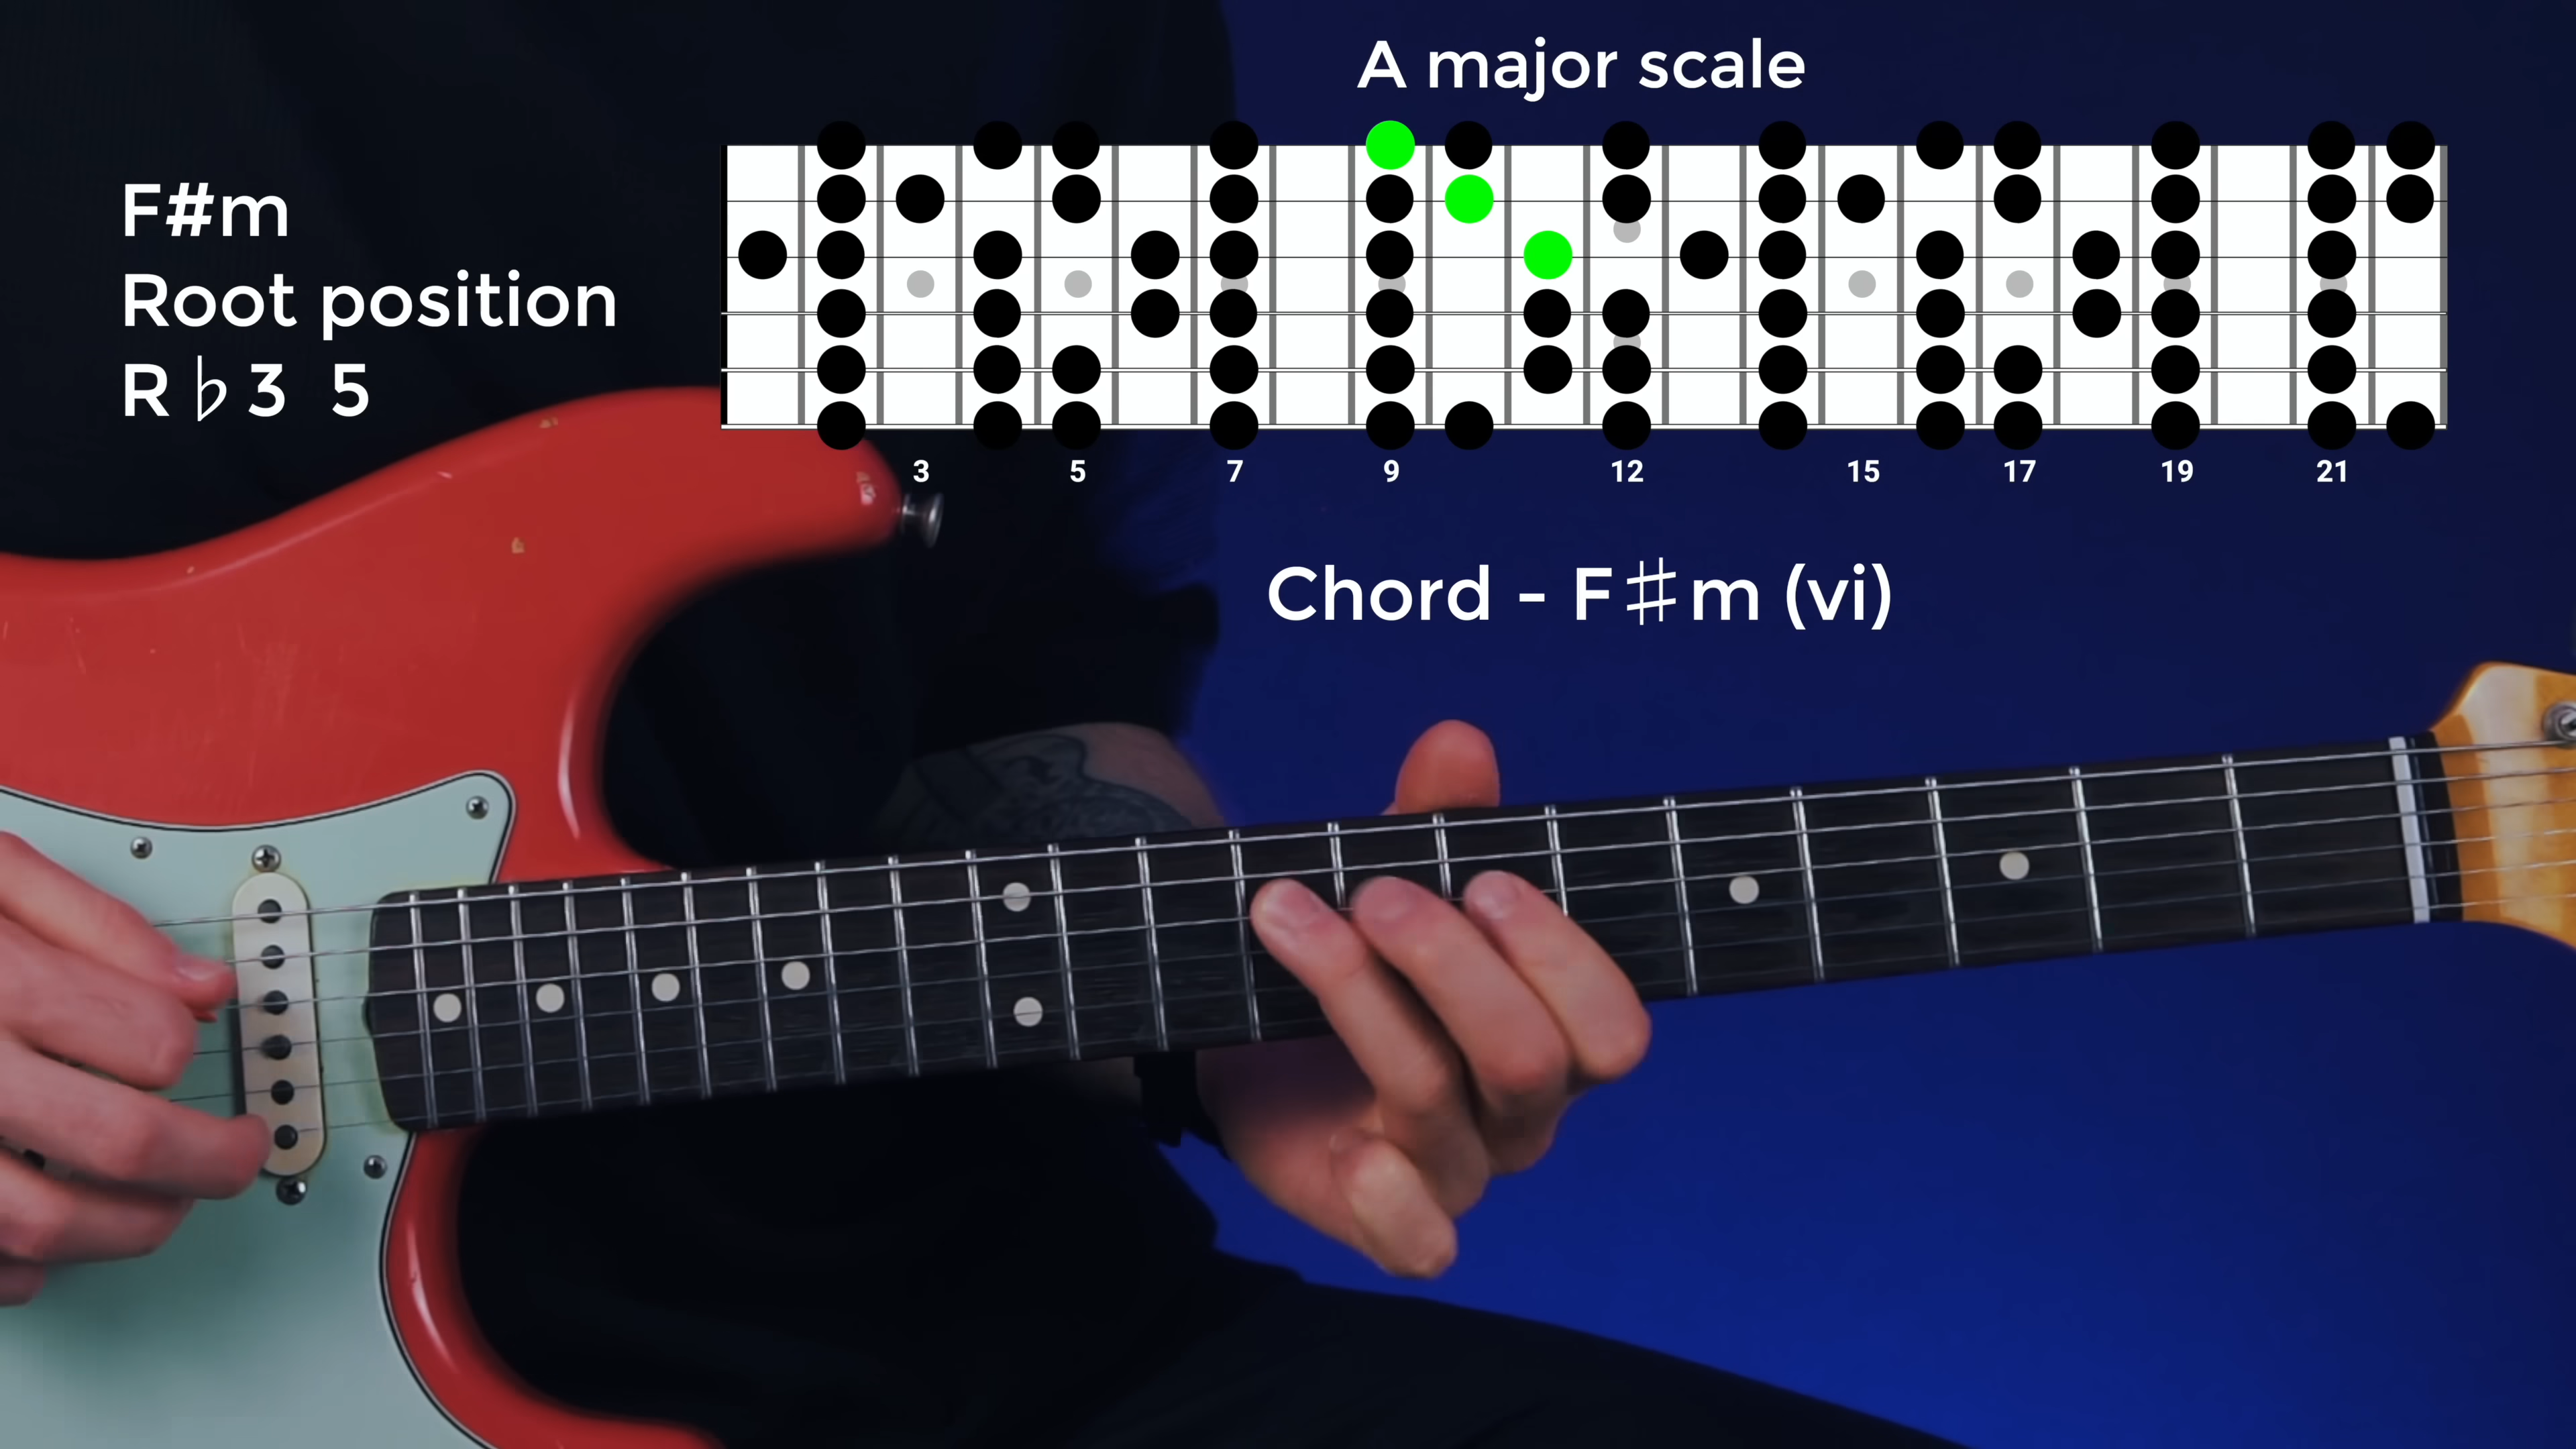 A major scale
F#m
Root position
R ♭3 5
3 5 7 9 12 15 17 19 21
Chord - F♯m (vi)